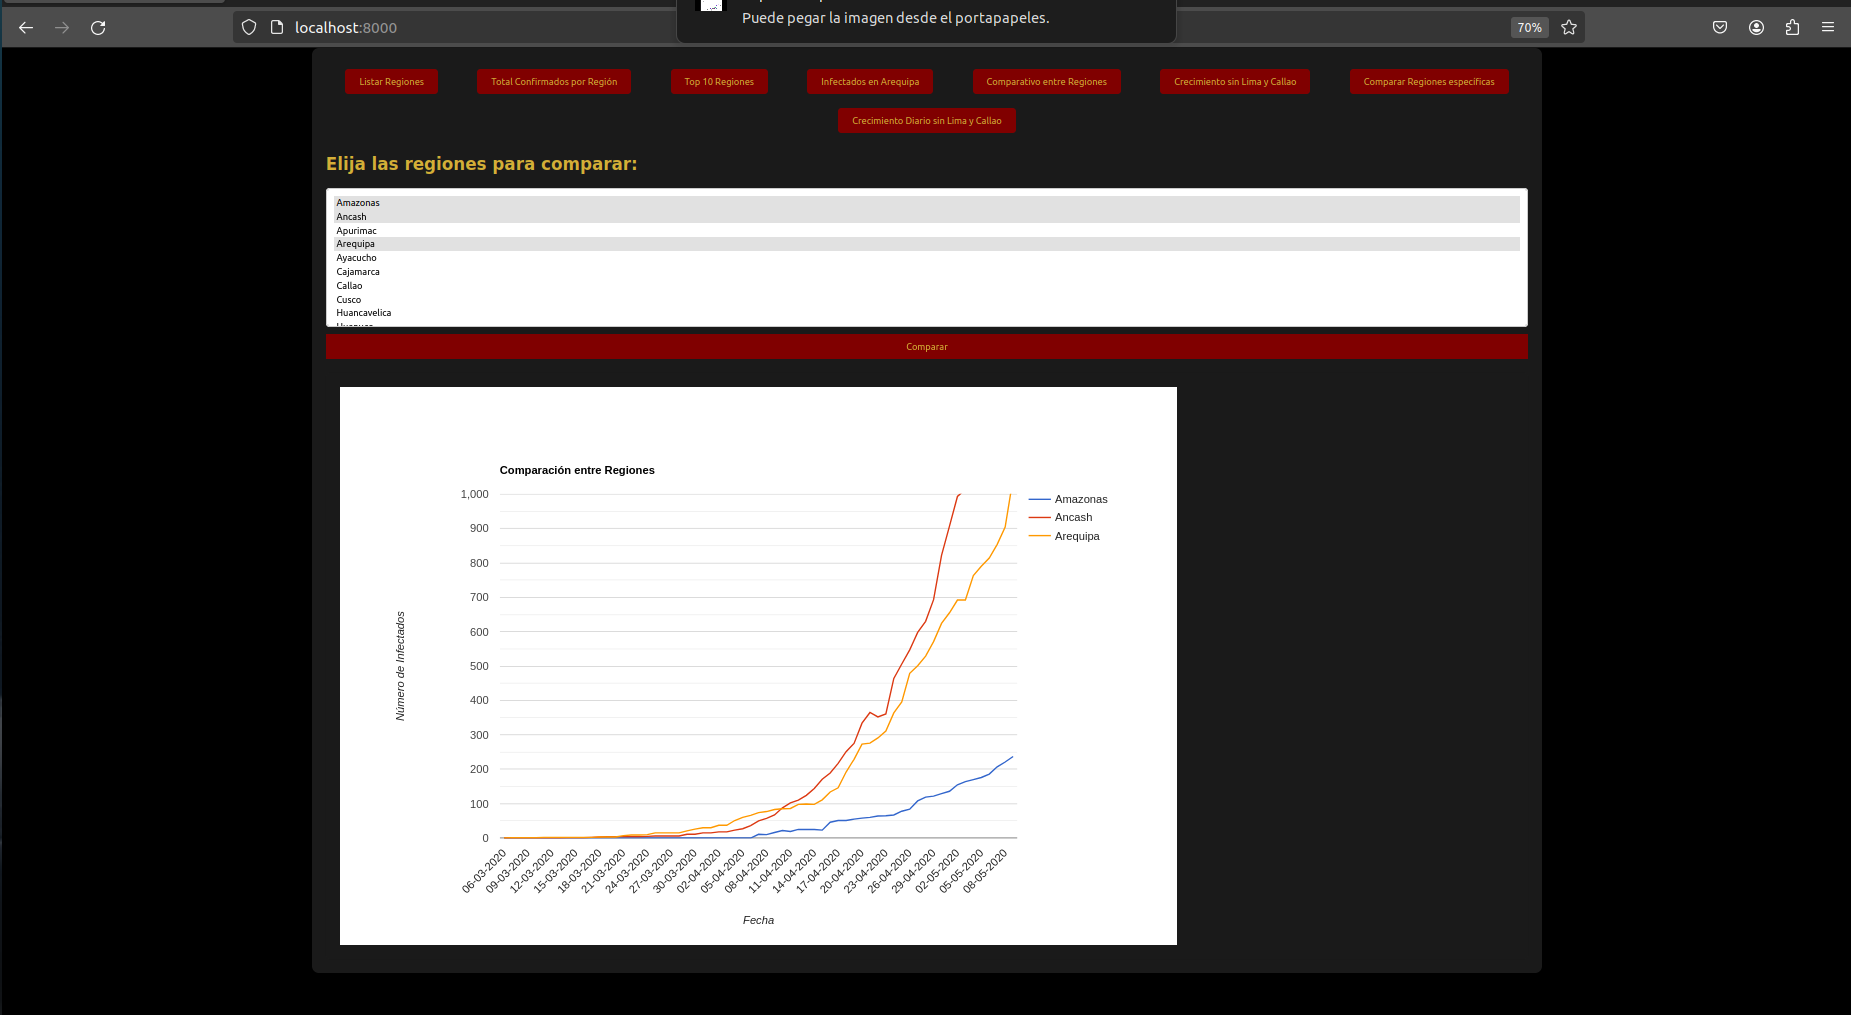 Puede pegar la imagen desde el portapapeles.
localhost:8000
70%
Listar Regiones
Total Confirmados por Región
Top 10 Regiones
Infectados en Arequipa
Comparativo entre Regiones
Crecimiento sin Lima y Callao
Comparar Regiones especificas
Crecimiento Diario sin Lima y Callao
Elija las regiones para comparar:
Amazonas
Ancash
Apurimac
Arequipa
Ayacucho
Cajamarca
Callao
Cusco
Huancavelica
Comparar
Comparación entre Regiones
1,000
900
800
700
600
500
400
300
200
100
0
Número de Infectados
Amazonas
Ancash
Arequipa
06-03-2020
09-03-2020
12-03-2020
15-03-2020
18-03-2020
21-03-2020
24-03-2020
27-03-2020
30-03-2020
02-04-2020
05-04-2020
08-04-2020
11-04-2020
14-04-2020
17-04-2020
20-04-2020
23-04-2020
26-04-2020
29-04-2020
02-05-2020
05-05-2020
08-05-2020
Fecha